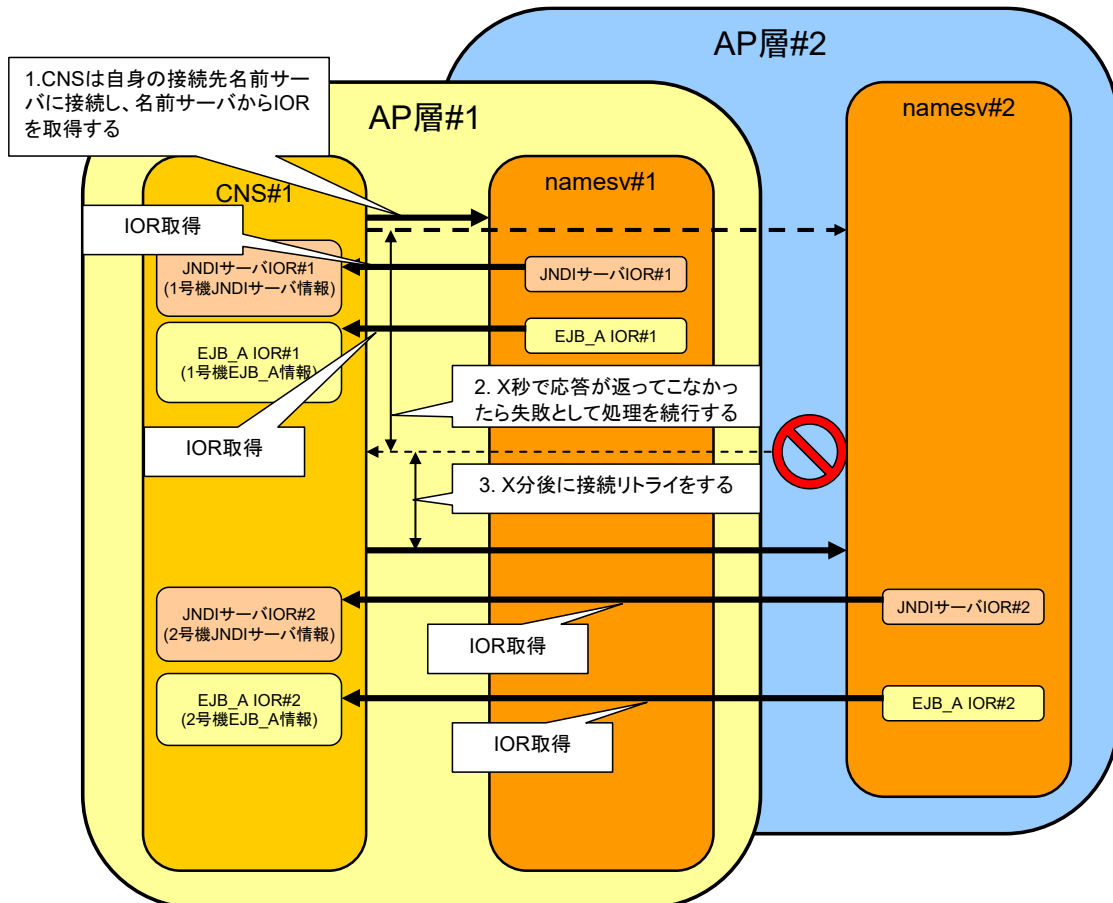 AP層#2
1.CNSは自身の接続先名前サー
バに接続し、名前サーバからIOR
を取得する
AP層#1
namesv#2
CNS#1
namesv#1
IOR取得
JNDIサーバIOR#1
(1号機JNDIサーバ情報)
JNDIサーバIOR#1
EJB_A IOR#1
(1号機EJB_A情報)
EJB_A IOR#1
2. X秒で応答が返ってこなかっ
たら失敗として処理を続行する
IOR取得
3. X分後に接続リトライをする
JNDIサーバIOR#2
(2号機JNDIサーバ情報)
JNDIサーバIOR#2
IOR取得
EJB_A IOR#2
(2号機EJB_A情報)
EJB_A IOR#2
IOR取得